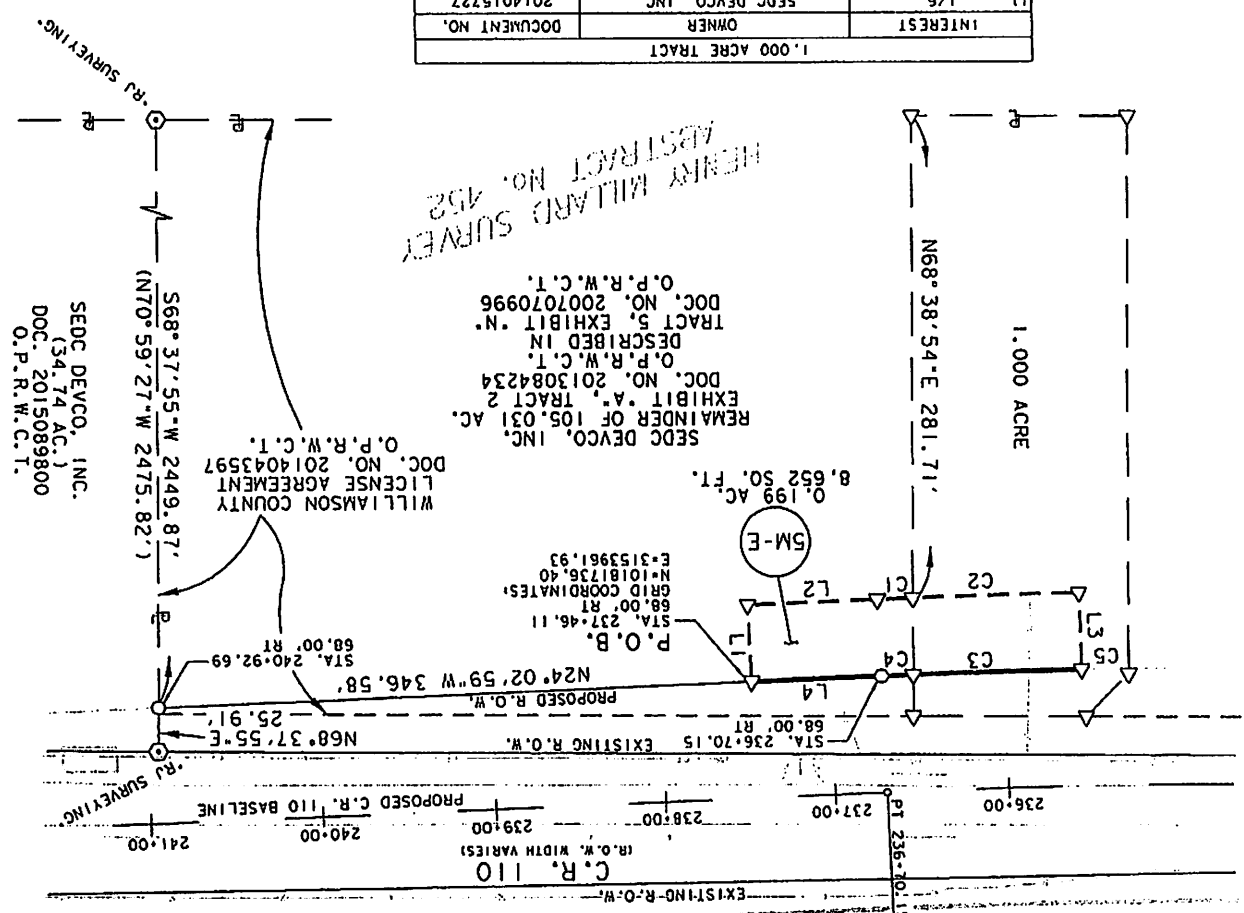 EXISTING R.O.W.
C.R. 110
(R.O.W. WIDTH VARIES)
PT 236+70.1
236+00
237+00
238+00
239+00
240+00
241+00
PROPOSED C.R. 110 BASELINE
"RJ SURVEYING"
EXISTING R.O.W.
STA. 236+70.15
68.00' RT
N68°37'55"E
25.91'
PROPOSED R.O.W.
N24°02'59"W 346.58'
STA. 240+92.69
68.00' RT
C5
C3
C4
L4
L3
L1
C2
C1
L2
P.O.B.
STA. 237+46.11
68.00' RT
GRID COORDINATES:
N=10181736.40
E=3153961.93
5M-E
0.199 AC.
8,652 SQ. FT.
WILLIAMSON COUNTY
LICENSE AGREEMENT
DOC. NO. 2014043597
O.P.R.W.C.T.
SEDC DEVCO, INC.
REMAINDER OF 105.031 AC.
EXHIBIT "A", TRACT 2
DOC. NO. 2013084234
O.P.R.W.C.T.
DESCRIBED IN
TRACT 5, EXHIBIT "N"
DOC. NO. 2007070996
O.P.R.W.C.T.
1.000 ACRE
N68°38'54"E 281.71'
S68°37'55"W 2449.87'
(N70°59'27"W 2475.82')
SEDC DEVCO, INC.
(34.74 AC.)
DOC. 2015089800
O.P.R.W.C.T.
HENRY MILLARD SURVEY
ABSTRACT No. 452
PL
PL
PL
PL
"RJ SURVEYING"
1.000 ACRE TRACT
INTEREST OWNER DOCUMENT NO.
1/6 SEDC DEVCO, INC. 2014015727